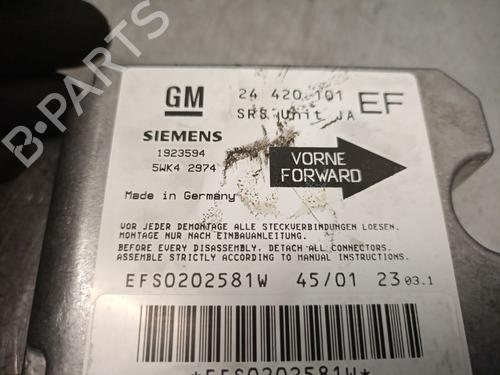 B-PARTS
GM
24 420 101
EF
SRS Unit JA
SIEMENS
1923594
5WK4 2974
VORNE
FORWARD
Made in Germany
VOR JEDER DEMONTAGE ALLE STECKVERBINDUNGEN LOESEN.
MONTAGE NUR NACH EINBAUANLEITUNG.
BEFORE EVERY DISASSEMBLY, DETACH ALL CONNECTORS.
ASSEMBLE STRICTLY ACCORDING TO MANUAL INSTRUCTIONS.
EFS0202581W 45/01 23 03.1
*EFS0202581W*